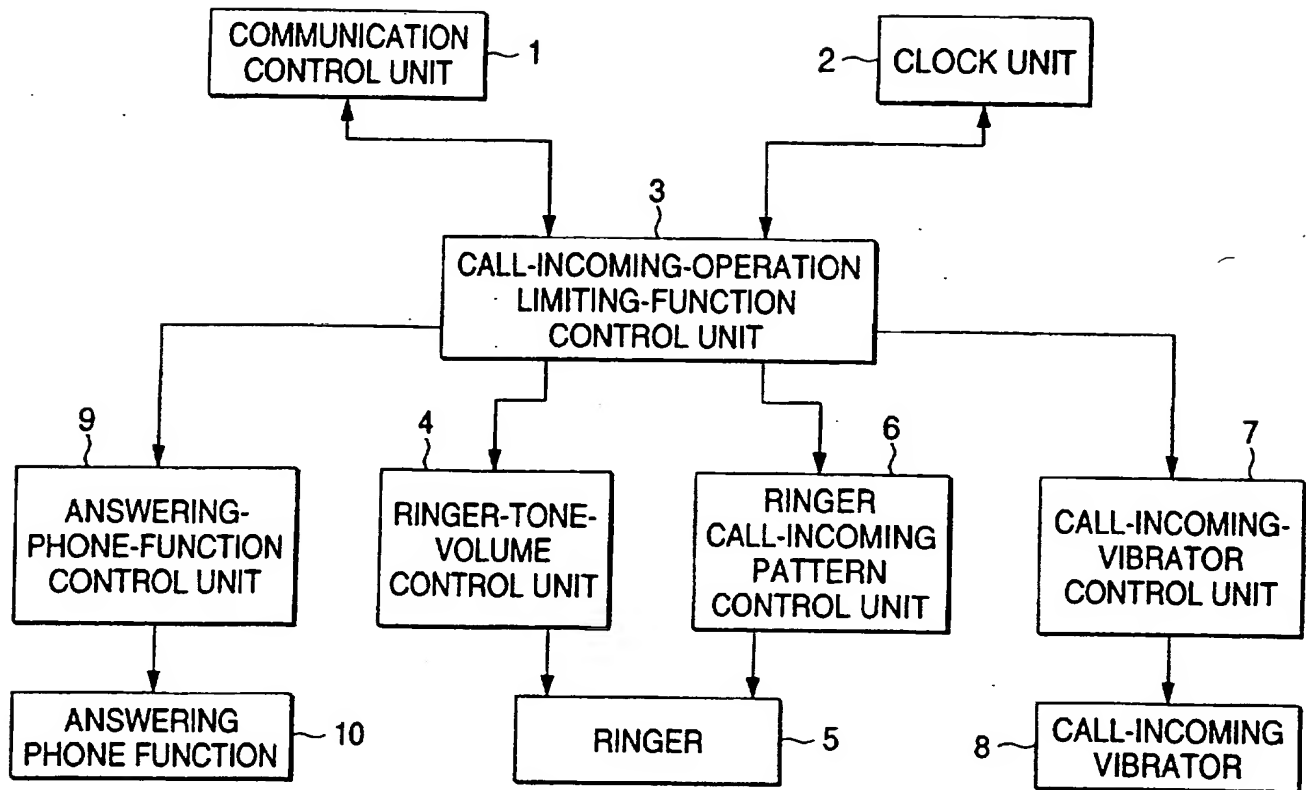 COMMUNICATION
CONTROL UNIT
1
2
CLOCK UNIT
3
CALL-INCOMING-OPERATION
LIMITING-FUNCTION
CONTROL UNIT
9
ANSWERING-
PHONE-FUNCTION
CONTROL UNIT
4
RINGER-TONE-
VOLUME
CONTROL UNIT
6
RINGER
CALL-INCOMING
PATTERN
CONTROL UNIT
7
CALL-INCOMING-
VIBRATOR
CONTROL UNIT
ANSWERING
PHONE FUNCTION
10
RINGER
5
8
CALL-INCOMING
VIBRATOR